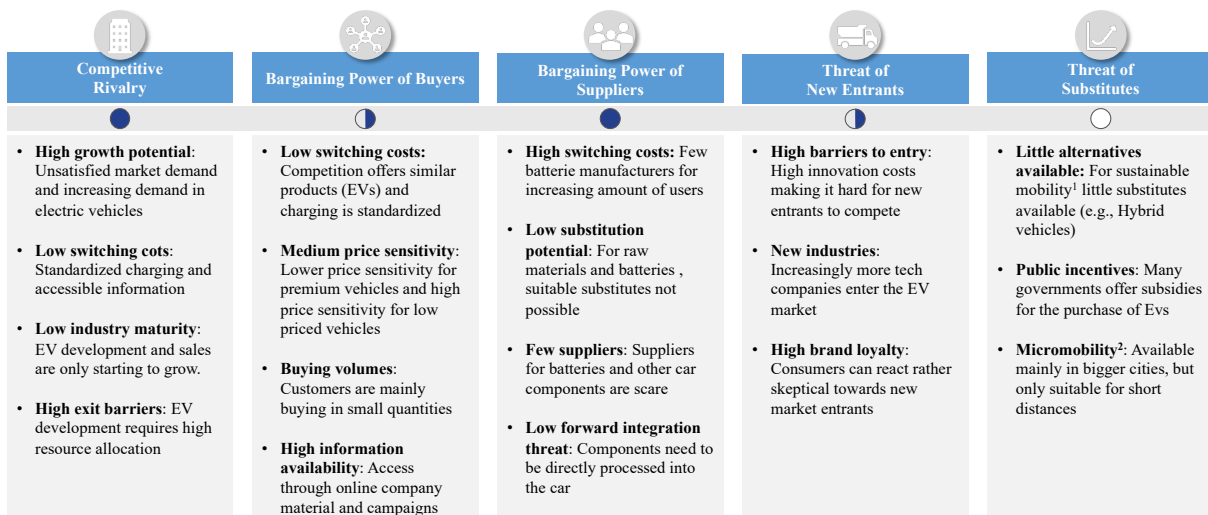 Competitive
Rivalry
• High growth potential:
Unsatisfied market demand
and increasing demand in
electric vehicles
• Low switching cots:
Standardized charging and
accessible information
• Low industry maturity:
EV development and sales
are only starting to grow.
• High exit barriers: EV
development requires high
resource allocation
Bargaining Power of Buyers
• Low switching costs:
Competition offers similar
products (EVs) and
charging is standardized
• Medium price sensitivity:
Lower price sensitivity for
premium vehicles and high
price sensitivity for low
priced vehicles
• Buying volumes:
Customers are mainly
buying in small quantities
• High information
availability: Access
through online company
material and campaigns
Bargaining Power of
Suppliers
• High switching costs: Few
batterie manufacturers for
increasing amount of users
• Low substitution
potential: For raw
materials and batteries ,
suitable substitutes not
possible
• Few suppliers: Suppliers
for batteries and other car
components are scare
• Low forward integration
threat: Components need to
be directly processed into
the car
Threat of
New Entrants
• High barriers to entry:
High innovation costs
making it hard for new
entrants to compete
• New industries:
Increasingly more tech
companies enter the EV
market
• High brand loyalty:
Consumers can react rather
skeptical towards new
market entrants
Threat of
Substitutes
• Little alternatives
available: For sustainable
mobility¹ little substitutes
available (e.g., Hybrid
vehicles)
• Public incentives: Many
governments offer subsidies
for the purchase of Evs
• Micromobility²: Available
mainly in bigger cities, but
only suitable for short
distances